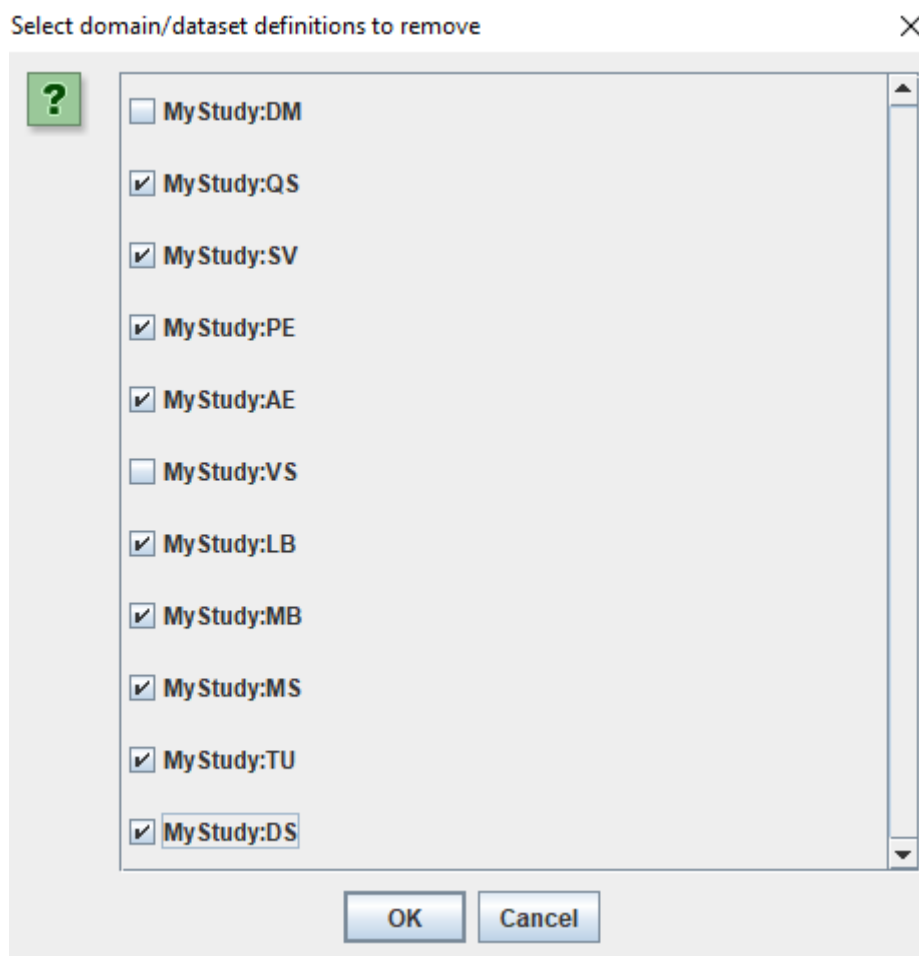 Select domain/dataset definitions to remove
?
MyStudy:DM
MyStudy:QS
MyStudy:SV
MyStudy:PE
MyStudy:AE
MyStudy:VS
MyStudy:LB
MyStudy:MB
MyStudy:MS
MyStudy:TU
MyStudy:DS
OK Cancel